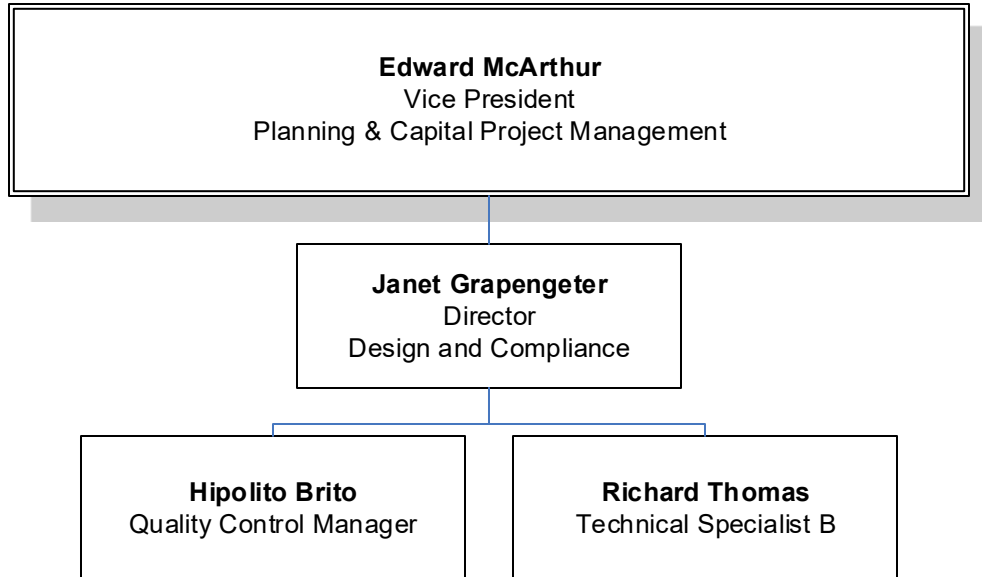 Edward McArthur
Vice President
Planning & Capital Project Management
Janet Grapengeter
Director
Design and Compliance
Hipolito Brito
Quality Control Manager
Richard Thomas
Technical Specialist B